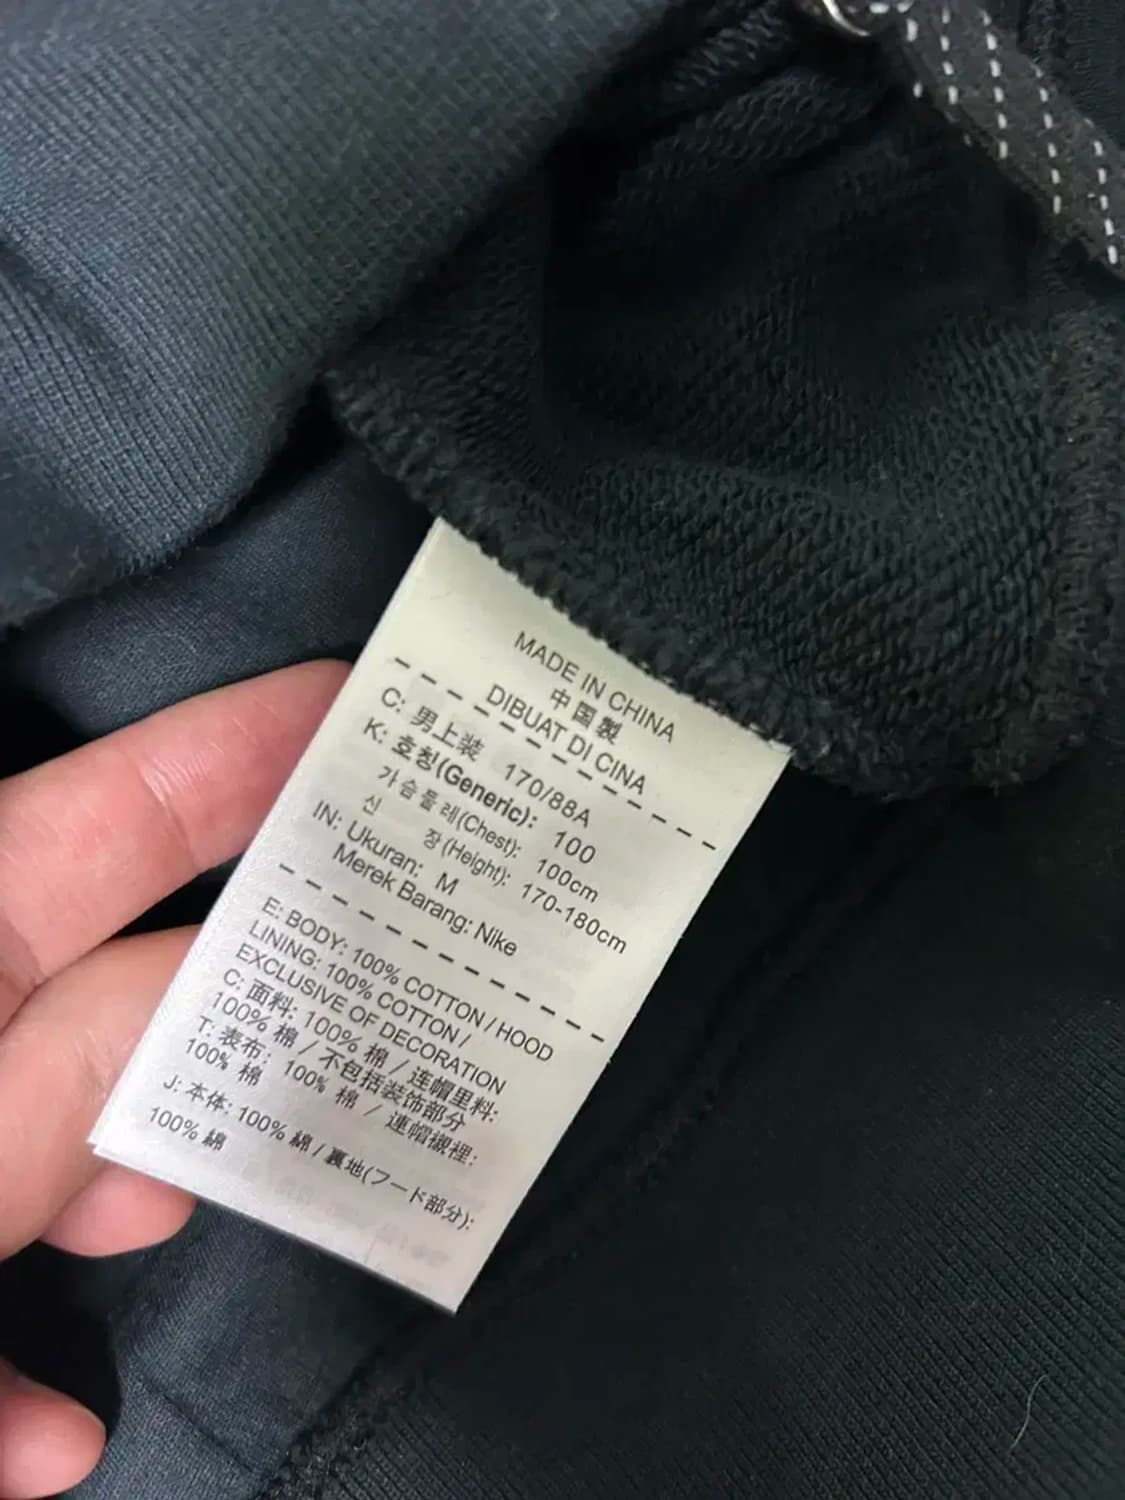 MADE IN CHINA
中国製
DIBUAT DI CINA
C: 男上装 170/88A
K: 호칭(Generic): 100
가슴둘레(Chest): 100cm
신 장(Height): 170-180cm
IN: Ukuran: M
Merek Barang: Nike
E: BODY: 100% COTTON / HOOD
LINING: 100% COTTON /
EXCLUSIVE OF DECORATION
C: 面料: 100% 棉 / 连帽里料:
100% 棉 / 不包括装饰部分
T: 表布: 100% 棉 / 連帽襯裡:
100% 棉
J: 本体: 100% 綿 / 裏地(フード部分):
100% 綿